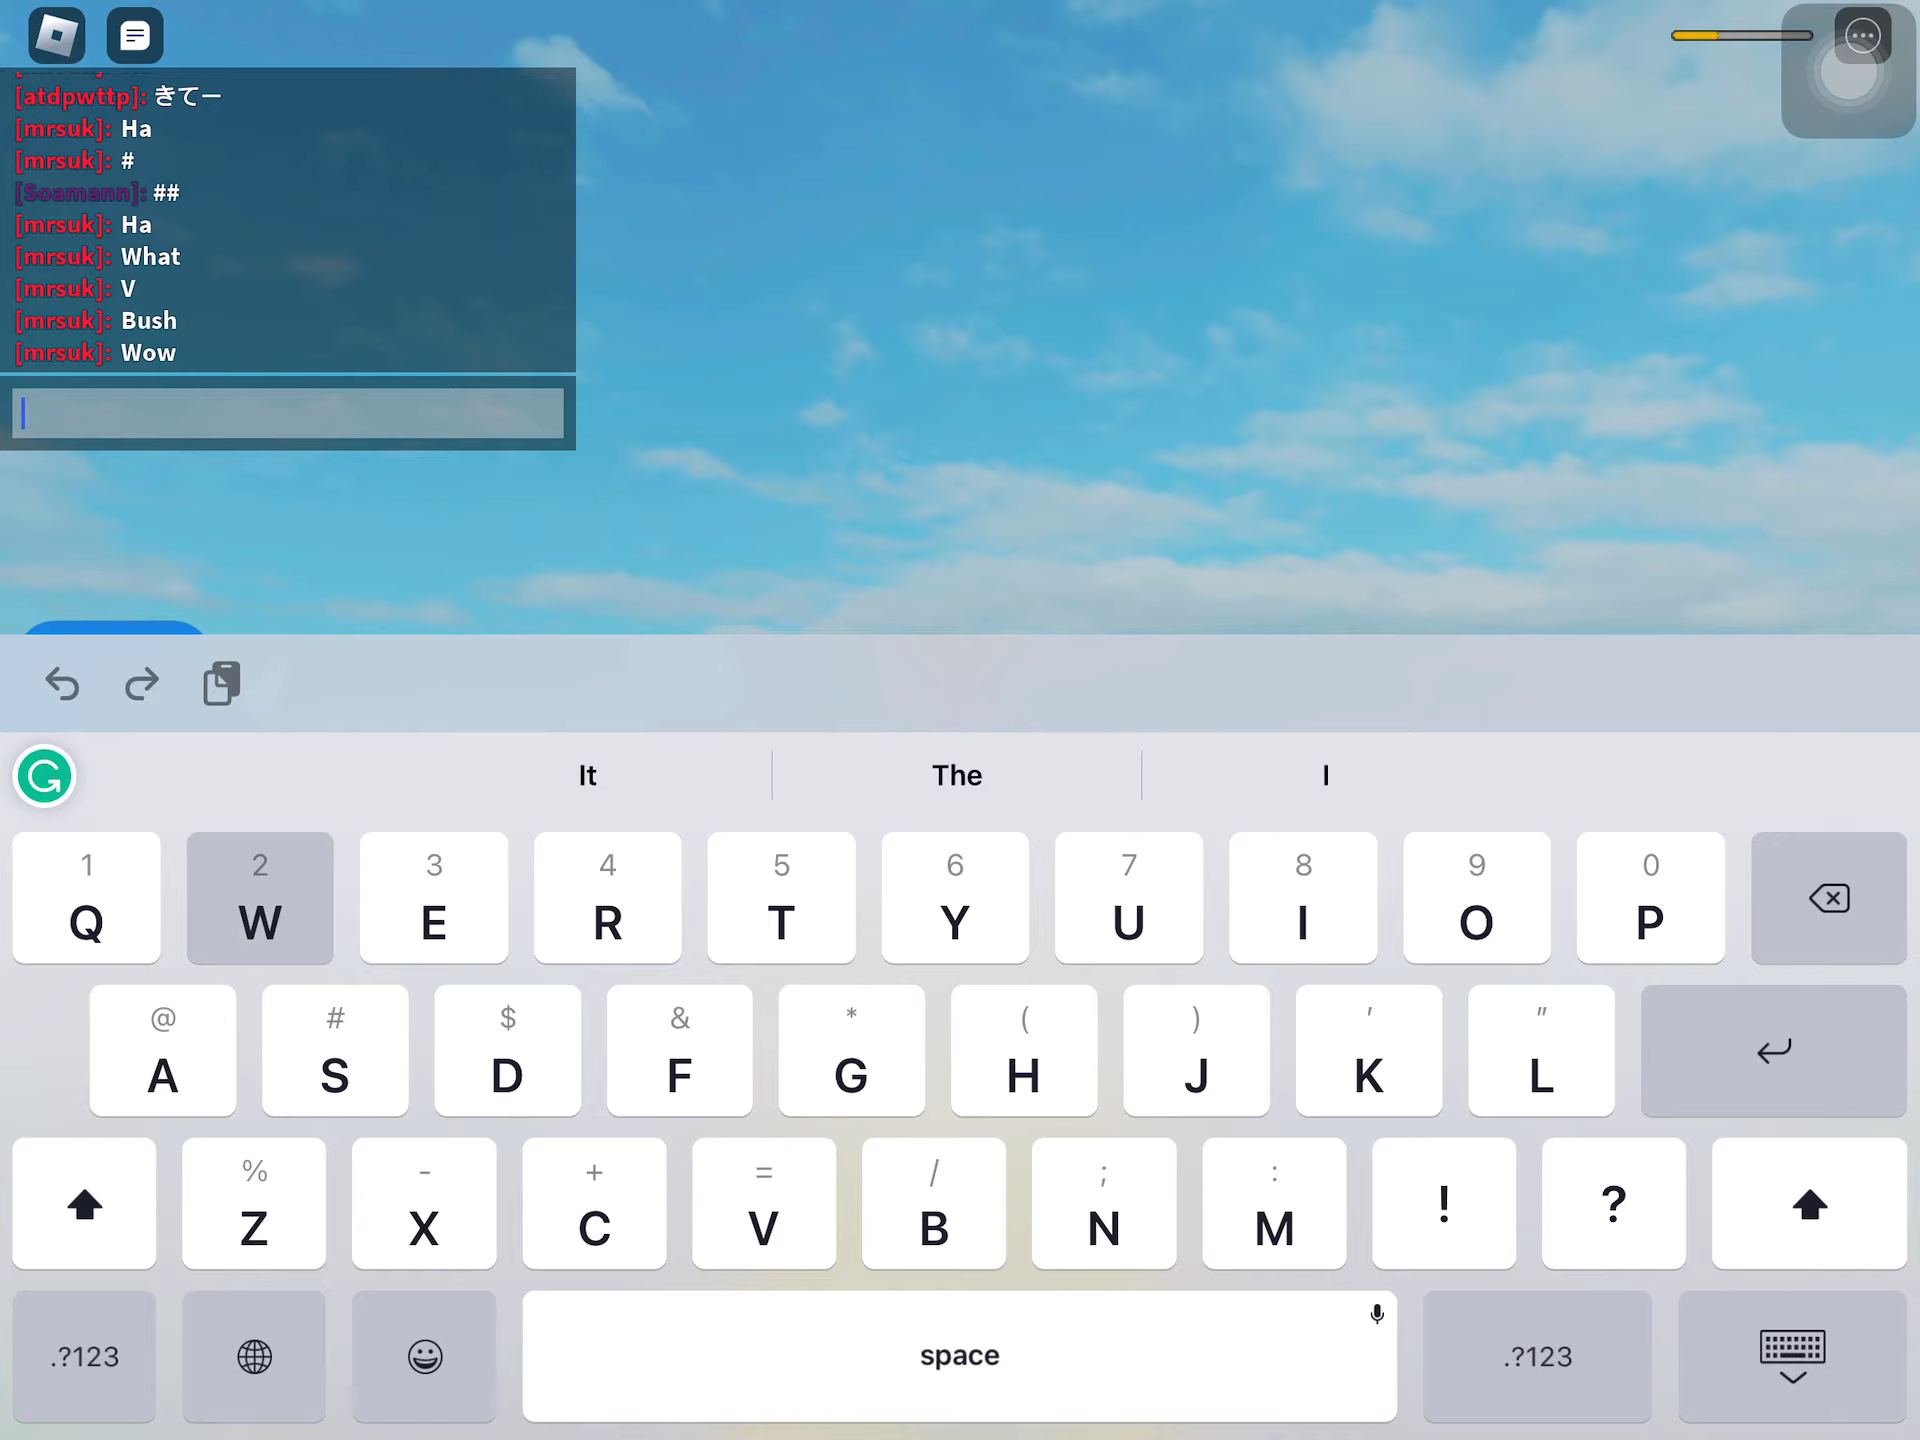 [atdpwttp]: きてー
[mrsuk]: Ha
[mrsuk]: #
[Soamann]: ##
[mrsuk]: Ha
[mrsuk]: What
[mrsuk]: V
[mrsuk]: Bush
[mrsuk]: Wow
It The I
1 2 3 4 5 6 7 8 9 0
Q W E R T Y U I O P
@ # $ & * ( ) ' "
A S D F G H J K L
% - + = / ; :
Z X C V B N M ! ?
.?123 space .?123